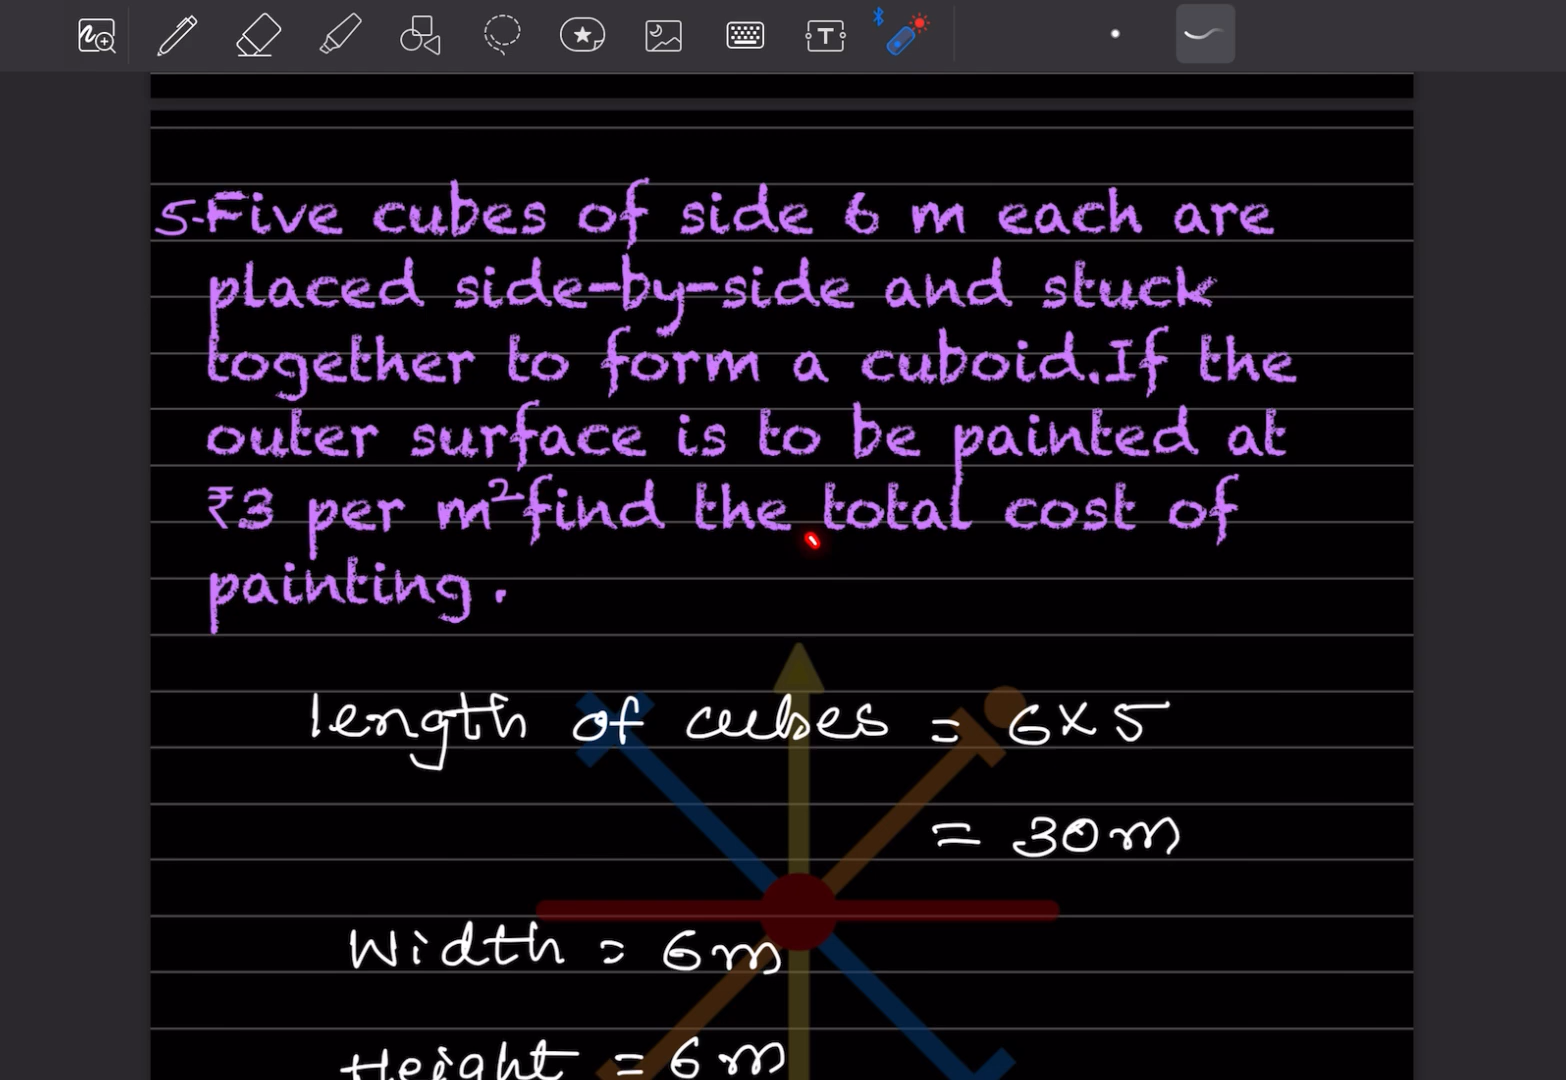 5-Five cubes of side 6 m each are
placed side-by-side and stuck
together to form a cuboid.If the
outer surface is to be painted at
₹3 per m² find the total cost of
painting.
length of cubes = 6×5
= 30m
Width = 6m
Height = 6m